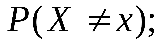 P(X ≠ x);